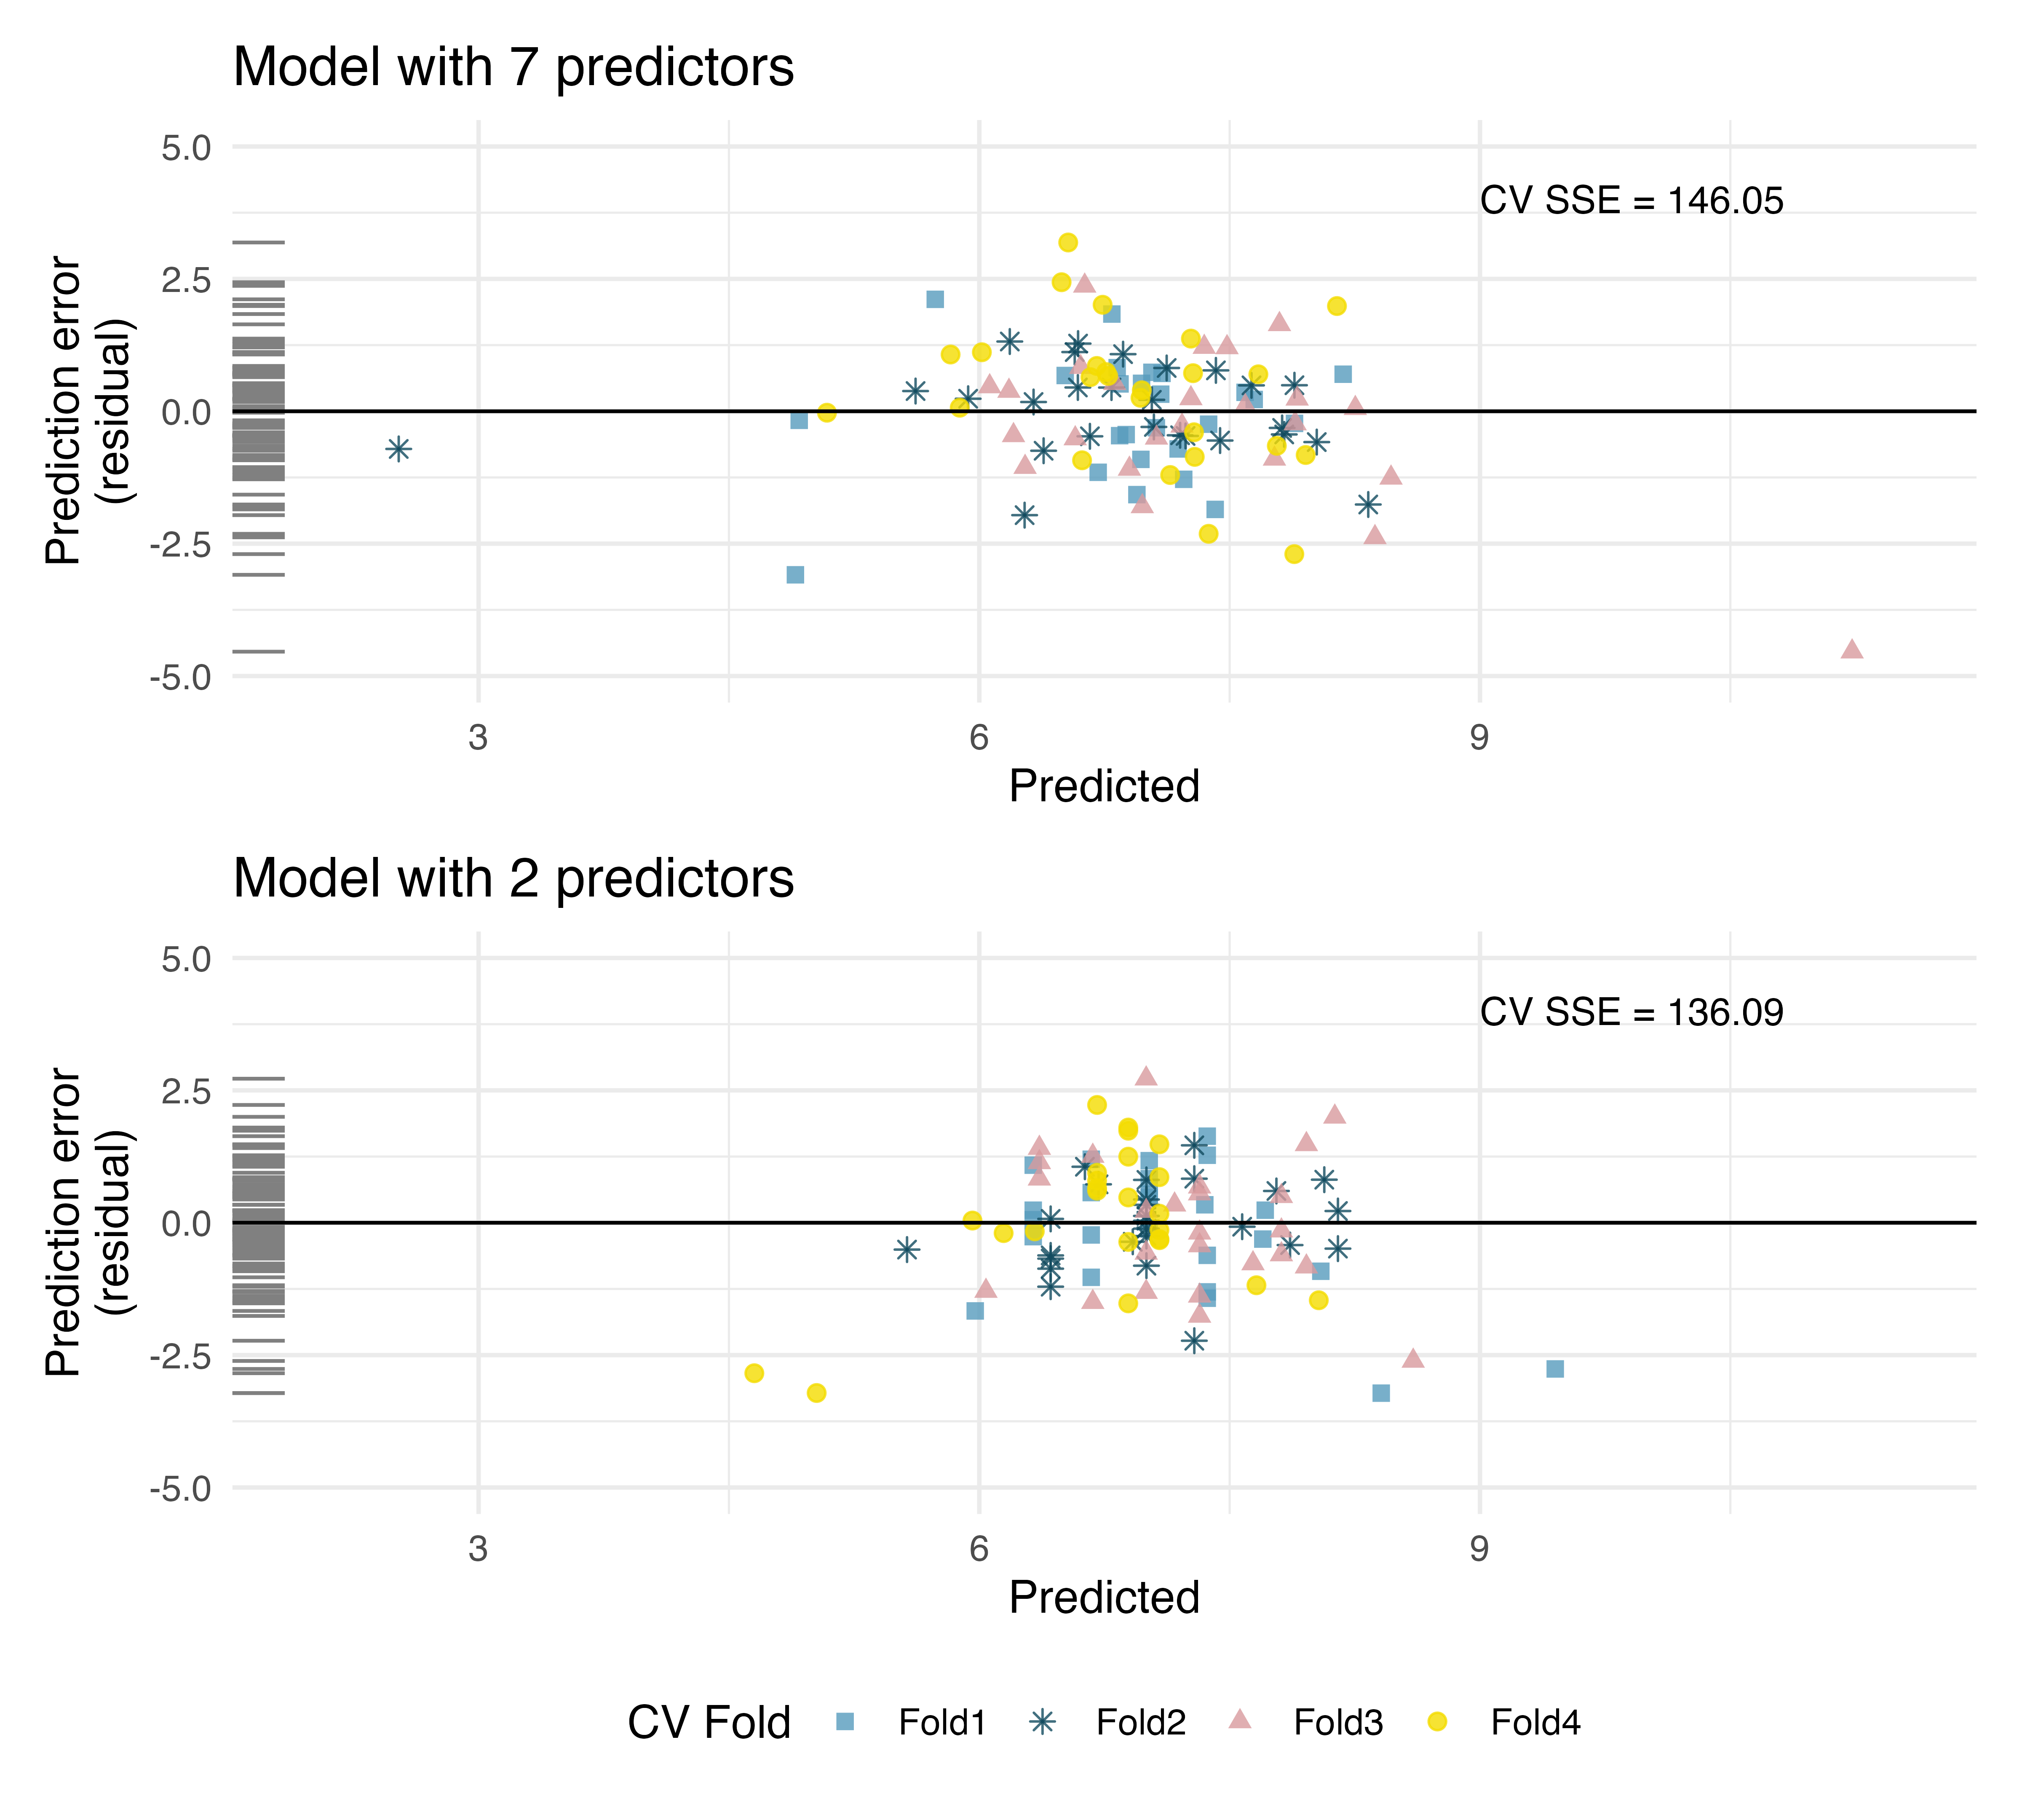 Model with 7 predictors
5.0
2.5
0.0
-2.5
-5.0
Prediction error
(residual)
CV SSE = 146.05
3 6 9
Predicted
Model with 2 predictors
5.0
2.5
0.0
-2.5
-5.0
Prediction error
(residual)
CV SSE = 136.09
3 6 9
Predicted
CV Fold Fold1 Fold2 Fold3 Fold4